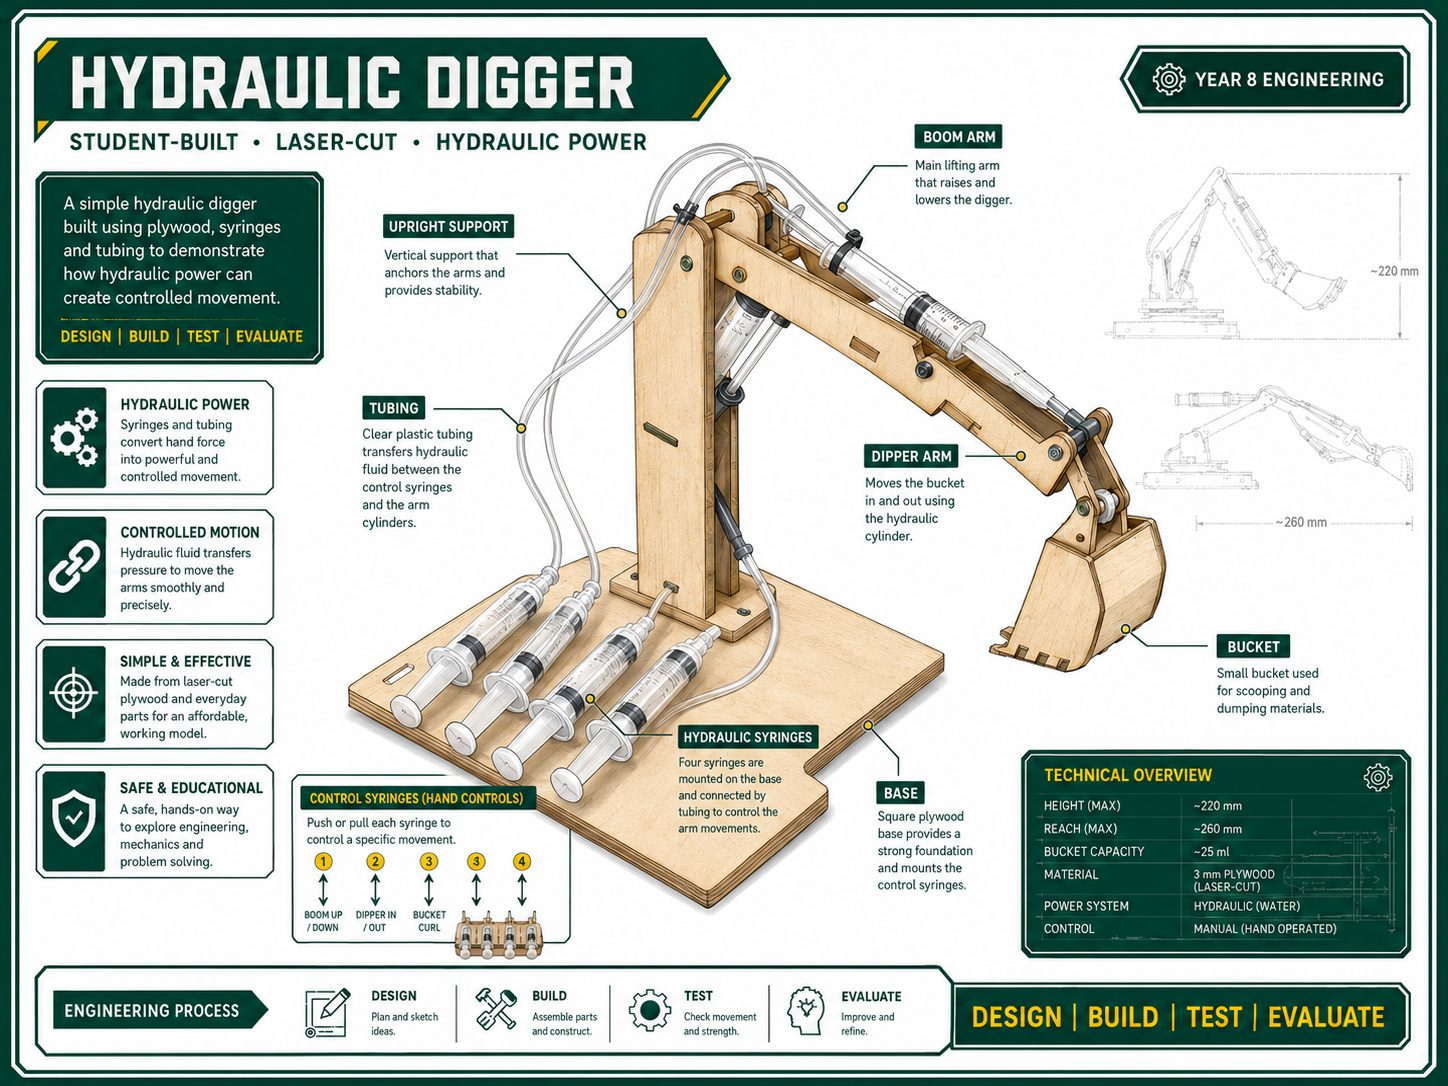 HYDRAULIC DIGGER
STUDENT-BUILT • LASER-CUT • HYDRAULIC POWER
YEAR 8 ENGINEERING
A simple hydraulic digger
built using plywood, syringes
and tubing to demonstrate
how hydraulic power can
create controlled movement.
DESIGN | BUILD | TEST | EVALUATE
HYDRAULIC POWER
Syringes and tubing
convert hand force
into powerful and
controlled movement.
CONTROLLED MOTION
Hydraulic fluid transfers
pressure to move the
arms smoothly and
precisely.
SIMPLE & EFFECTIVE
Made from laser-cut
plywood and everyday
parts for an affordable,
working model.
SAFE & EDUCATIONAL
A safe, hands-on way
to explore engineering,
mechanics and
problem solving.
UPRIGHT SUPPORT
Vertical support that
anchors the arms and
provides stability.
TUBING
Clear plastic tubing
transfers hydraulic
fluid between the
control syringes
and the arm
cylinders.
BOOM ARM
Main lifting arm
that raises and
lowers the digger.
DIPPER ARM
Moves the bucket
in and out using
the hydraulic
cylinder.
~220 mm
~260 mm
BUCKET
Small bucket used
for scooping and
dumping materials.
HYDRAULIC SYRINGES
Four syringes are
mounted on the base
and connected by
tubing to control the
arm movements.
BASE
Square plywood
base provides a
strong foundation
and mounts the
control syringes.
CONTROL SYRINGES (HAND CONTROLS)
Push or pull each syringe to
control a specific movement.
1 2 3 3 4
BOOM UP / DOWN
DIPPER IN / OUT
BUCKET CURL
TECHNICAL OVERVIEW
HEIGHT (MAX) ~220 mm
REACH (MAX) ~260 mm
BUCKET CAPACITY ~25 ml
MATERIAL 3 mm PLYWOOD
(LASER-CUT)
POWER SYSTEM HYDRAULIC (WATER)
CONTROL MANUAL (HAND OPERATED)
ENGINEERING PROCESS
DESIGN
Plan and sketch
ideas.
BUILD
Assemble parts
and construct.
TEST
Check movement
and strength.
EVALUATE
Improve and
refine.
DESIGN | BUILD | TEST | EVALUATE